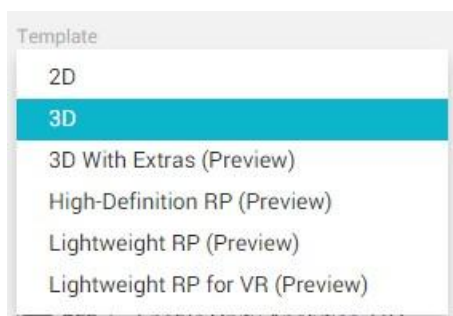 Template
2D
3D
3D With Extras (Preview)
High-Definition RP (Preview)
Lightweight RP (Preview)
Lightweight RP for VR (Preview)